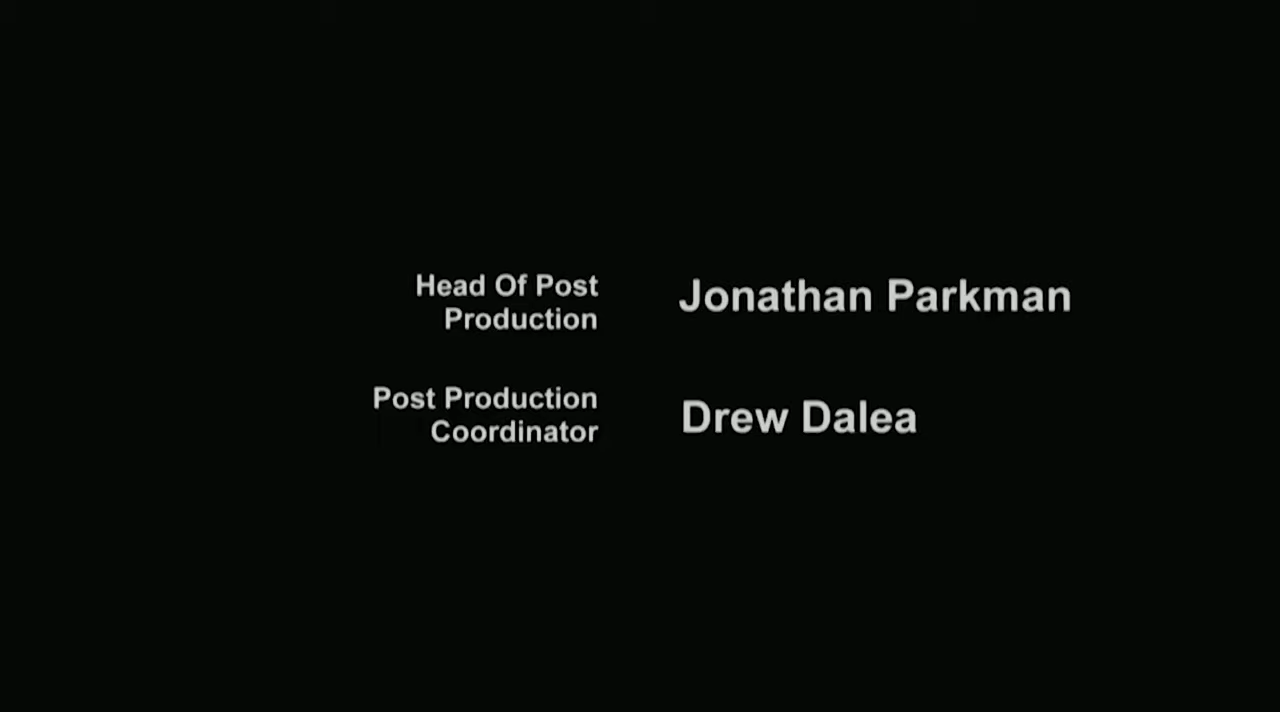 Head Of Post
Production
Jonathan Parkman
Post Production
Coordinator
Drew Dalea